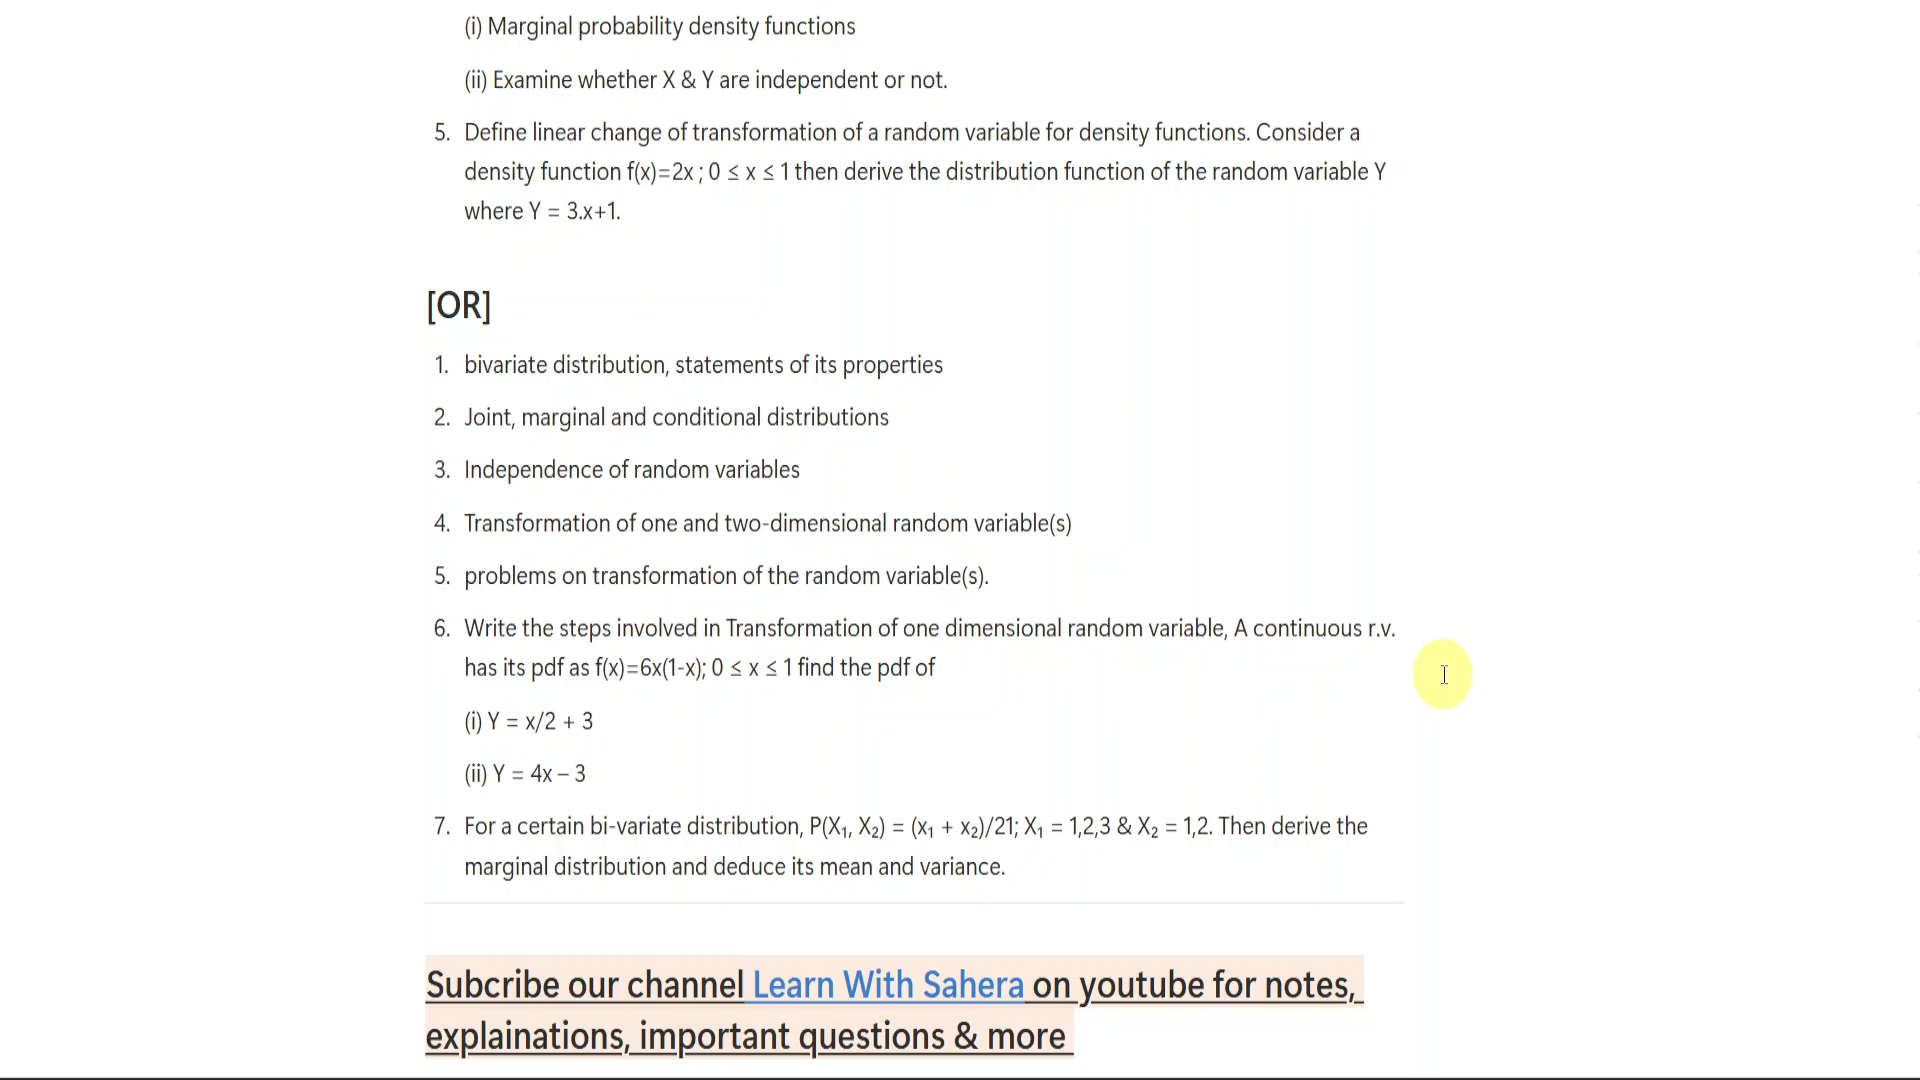 (i) Marginal probability density functions
(ii) Examine whether X & Y are independent or not.
5. Define linear change of transformation of a random variable for density functions. Consider a
density function f(x)=2x ; 0 ≤ x ≤ 1 then derive the distribution function of the random variable Y
where Y = 3.x+1.
[OR]
1. bivariate distribution, statements of its properties
2. Joint, marginal and conditional distributions
3. Independence of random variables
4. Transformation of one and two-dimensional random variable(s)
5. problems on transformation of the random variable(s).
6. Write the steps involved in Transformation of one dimensional random variable, A continuous r.v.
has its pdf as f(x)=6x(1-x); 0 ≤ x ≤ 1 find the pdf of
(i) Y = x/2 + 3
(ii) Y = 4x – 3
7. For a certain bi-variate distribution, P(X₁, X₂) = (x₁ + x₂)/21; X₁ = 1,2,3 & X₂ = 1,2. Then derive the
marginal distribution and deduce its mean and variance.
Subcribe our channel Learn With Sahera on youtube for notes,
explainations, important questions & more